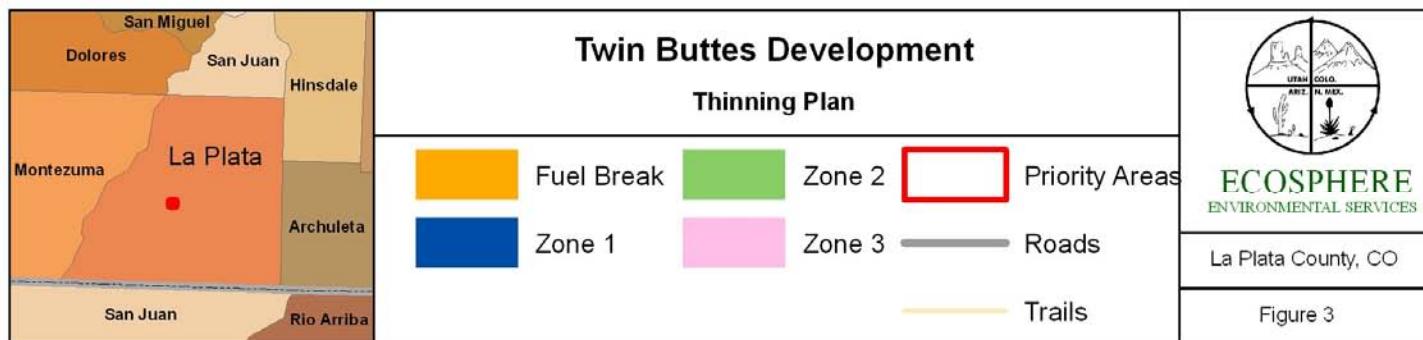 San Miguel
Dolores
San Juan
Hinsdale
Montezuma
La Plata
Archuleta
San Juan
Rio Arriba
Twin Buttes Development
Thinning Plan
Fuel Break
Zone 2
Priority Areas
Zone 1
Zone 3
Roads
Trails
UTAH COLO.
ARIZ. N. MEX.
ECOSPHERE
ENVIRONMENTAL SERVICES
La Plata County, CO
Figure 3